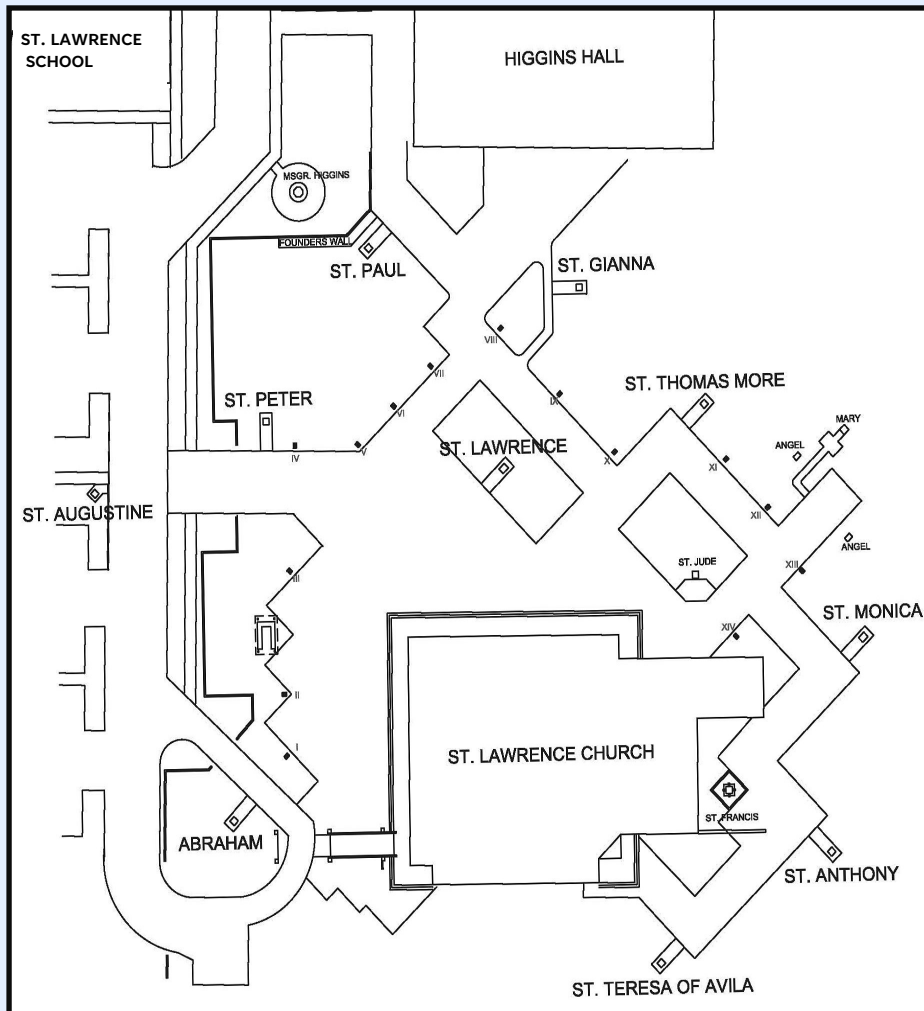 ST. LAWRENCE
SCHOOL
HIGGINS HALL
MSGR. HIGGINS
FOUNDERS WALL
ST. PAUL
ST. GIANNA
VIII
VII
ST. THOMAS MORE
ST. PETER
IX
VI
MARY
ST. LAWRENCE
ANGEL
IV
V
X
XI
ST. AUGUSTINE
XII
ANGEL
ST. JUDE
XIII
III
ST. MONICA
XIV
II
I
ST. LAWRENCE CHURCH
ST. FRANCIS
ABRAHAM
ST. ANTHONY
ST. TERESA OF AVILA